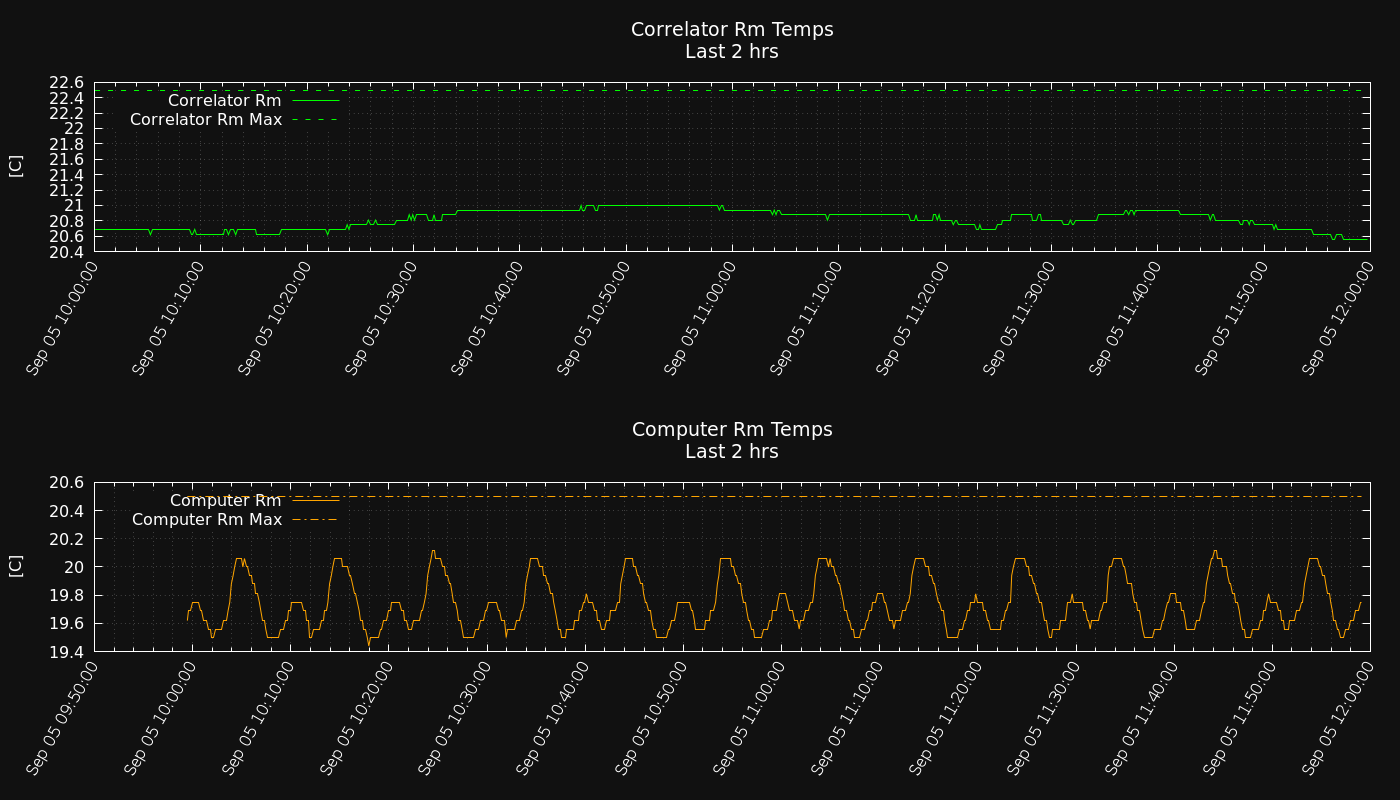 Correlator Rm Temps
Last 2 hrs
22.6
22.4
22.2
22
21.8
21.6
21.4
21.2
21
20.8
20.6
20.4
[C]
Correlator Rm
Correlator Rm Max
Sep 05 10:00:00
Sep 05 10:10:00
Sep 05 10:20:00
Sep 05 10:30:00
Sep 05 10:40:00
Sep 05 10:50:00
Sep 05 11:00:00
Sep 05 11:10:00
Sep 05 11:20:00
Sep 05 11:30:00
Sep 05 11:40:00
Sep 05 11:50:00
Sep 05 12:00:00
Computer Rm Temps
Last 2 hrs
20.6
20.4
20.2
20
19.8
19.6
19.4
[C]
Computer Rm
Computer Rm Max
Sep 05 09:50:00
Sep 05 10:00:00
Sep 05 10:10:00
Sep 05 10:20:00
Sep 05 10:30:00
Sep 05 10:40:00
Sep 05 10:50:00
Sep 05 11:00:00
Sep 05 11:10:00
Sep 05 11:20:00
Sep 05 11:30:00
Sep 05 11:40:00
Sep 05 11:50:00
Sep 05 12:00:00